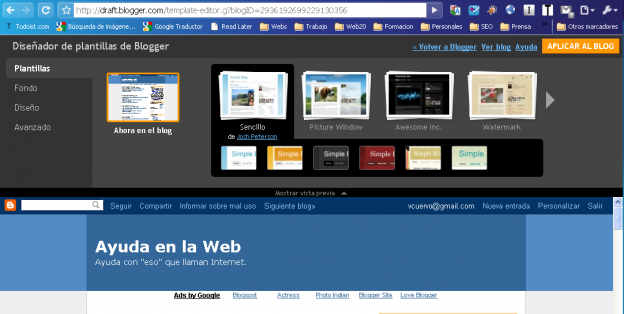 http://draft.blogger.com/template-editor.g?blogID=2936192699229130356
Todoist.com Búsqueda de imágene... Google Traductor Read Later Webs Trabajo Web20 Formacion Personales SEO Prensa » Otros marcadores
Diseñador de plantillas de Blogger « Volver a Blogger Ver blog Ayuda APLICAR AL BLOG
Plantillas
Fondo
Diseño
Avanzado
Ahora en el blog
Sencillo Picture Window Awesome Inc. Watermark
de Josh Peterson
Simple Simple Simple B Simple B Simple B Simple
Mostrar vista previa
Seguir Compartir Informar sobre mal uso Siguiente blog» vcuervo@gmail.com Nueva entrada Personalizar Salir
Ayuda en la Web
Ayuda con "eso" que llaman Internet.
Ads by Google Blogspot Actress Photo Indian Blogger Site Love Blogger